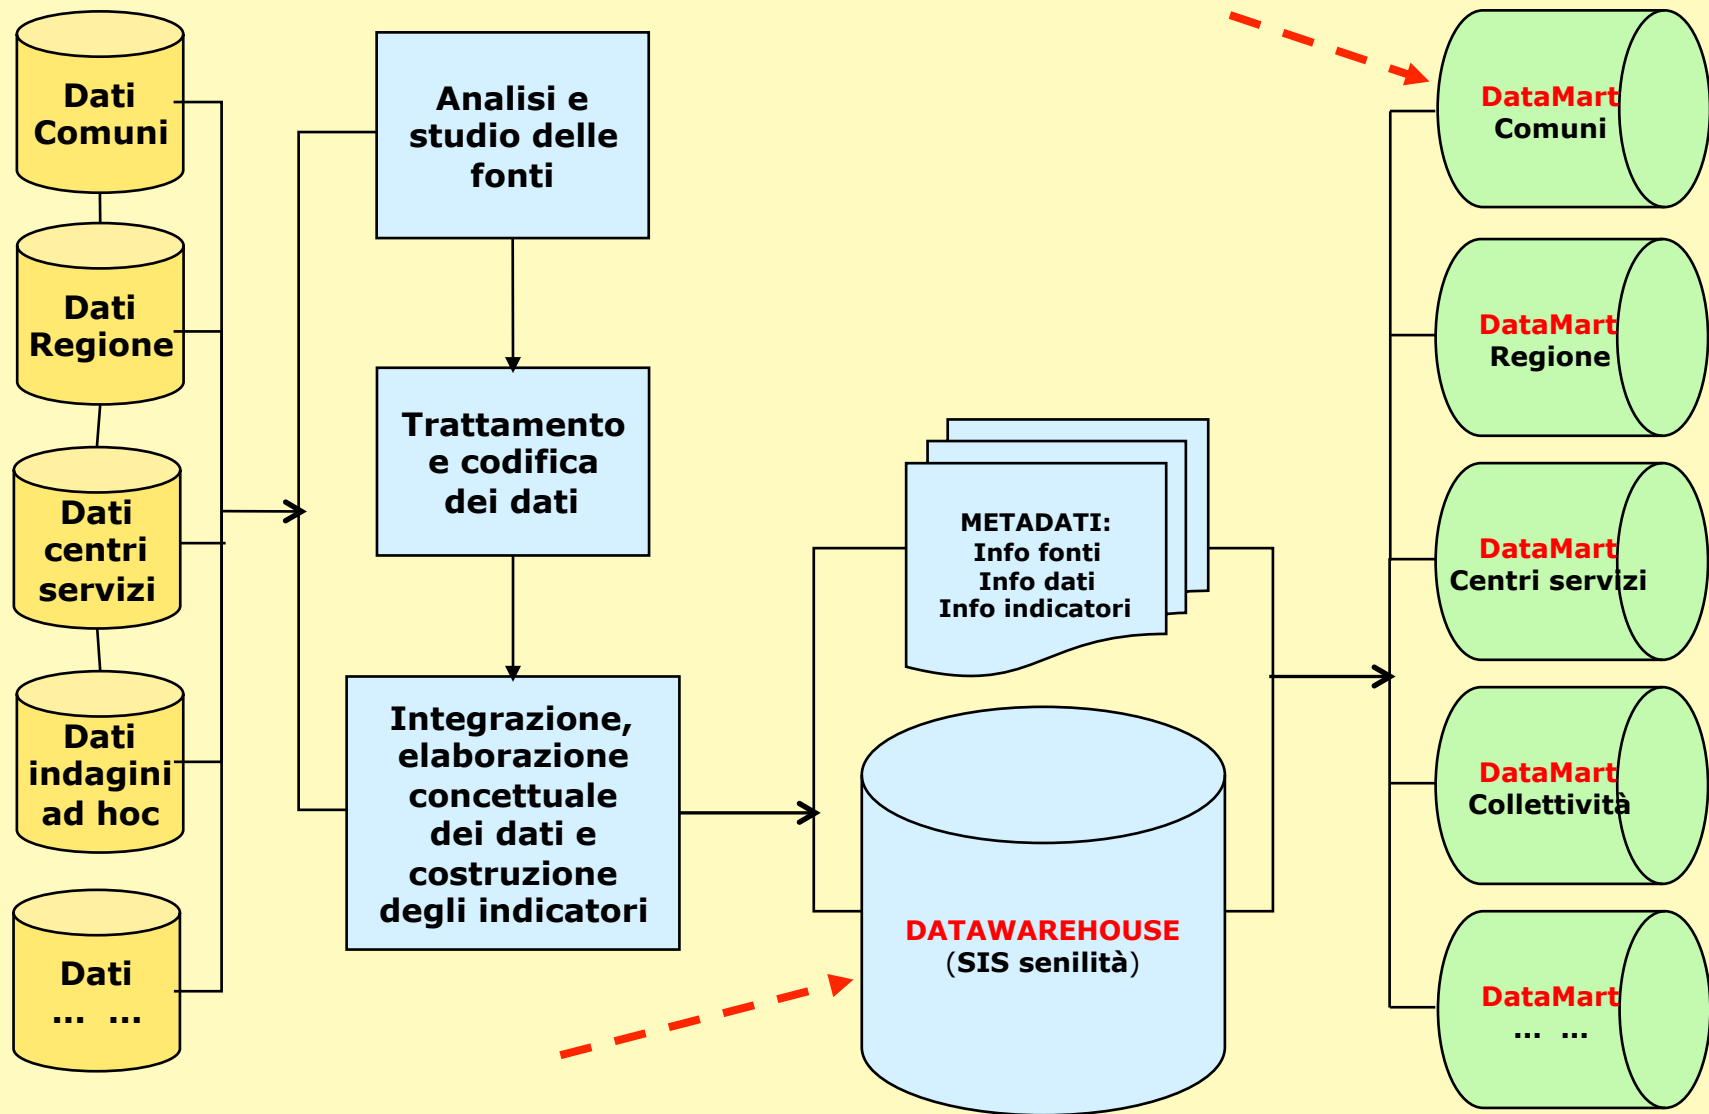 Dati
Comuni
Dati
Regione
Dati
centri
servizi
Dati
indagini
ad hoc
Dati
... ...
Analisi e
studio delle
fonti
Trattamento
e codifica
dei dati
Integrazione,
elaborazione
concettuale
dei dati e
costruzione
degli indicatori
METADATI:
Info fonti
Info dati
Info indicatori
DATAWAREHOUSE
(SIS senilità)
DataMart
Comuni
DataMart
Regione
DataMart
Centri servizi
DataMart
Collettività
DataMart
... ...